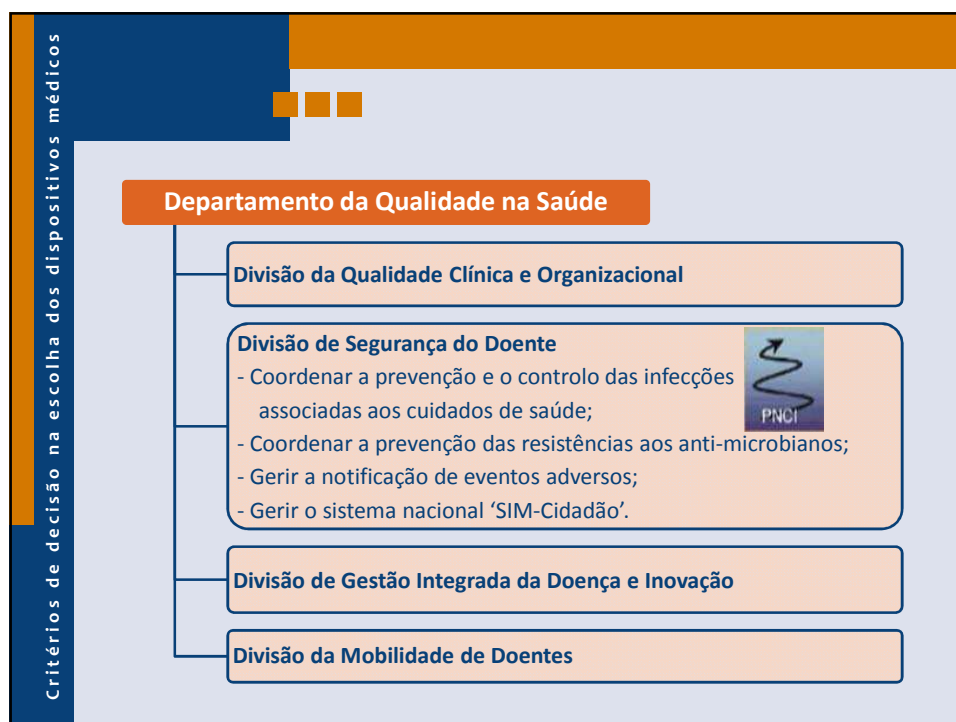 Critérios de decisão na escolha dos dispositivos médicos
Departamento da Qualidade na Saúde
Divisão da Qualidade Clínica e Organizacional
Divisão de Segurança do Doente
- Coordenar a prevenção e o controlo das infecções
associadas aos cuidados de saúde;
PNCI
- Coordenar a prevenção das resistências aos anti-microbianos;
- Gerir a notificação de eventos adversos;
- Gerir o sistema nacional ‘SIM-Cidadão’.
Divisão de Gestão Integrada da Doença e Inovação
Divisão da Mobilidade de Doentes